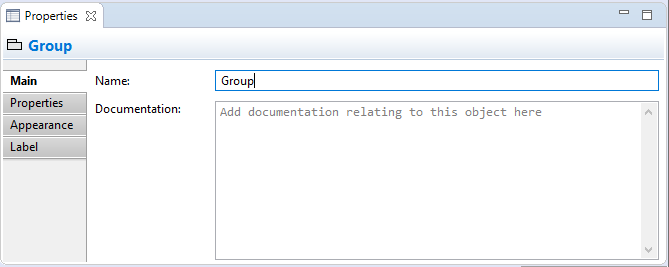 Properties
Group
Main
Name:
Group
Properties
Documentation:
Add documentation relating to this object here
Appearance
Label